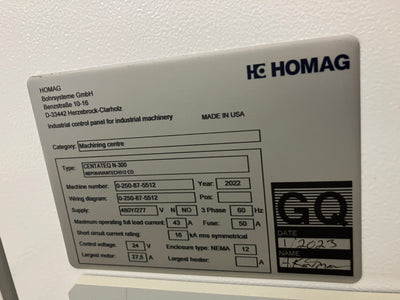 HOMAG
HOMAG
Bohrsysteme GmbH
Benzstraße 10-16
D-33442 Herzebrock-Clarholz
Industrial control panel for industrial machinery MADE IN USA
Category: Machining centre
Type: CENTATEQ N-300
Machine number: 0-250-87-5512 Year: 2022
Wiring diagram: 0-250-87-5512 Pos:
Supply: 480Y/277 V N NO 3 Phase 60 Hz
Maximum operating full load current: 43 A Fuse: 50 A
Short circuit current rating: 16 kA rms symmetrical
Control voltage: 24 V Enclosure type: NEMA 12
Largest motor: 27,5 A Largest heater: A
GQ
DATE
1/2023
NAME